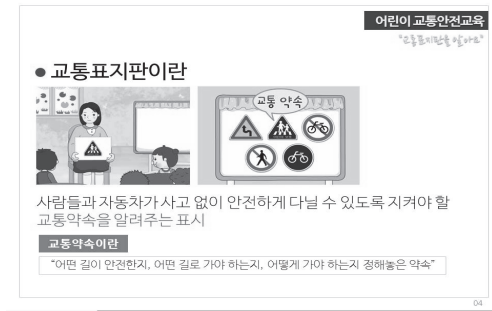 어린이 교통안전교육
"교통표지판을 알아요"
● 교통표지판이란
교통 약속
사람들과 자동차가 사고 없이 안전하게 다닐 수 있도록 지켜야 할
교통약속을 알려주는 표시
교통약속이란
"어떤 길이 안전한지, 어떤 길로 가야 하는지, 어떻게 가야 하는지 정해놓은 약속"
04